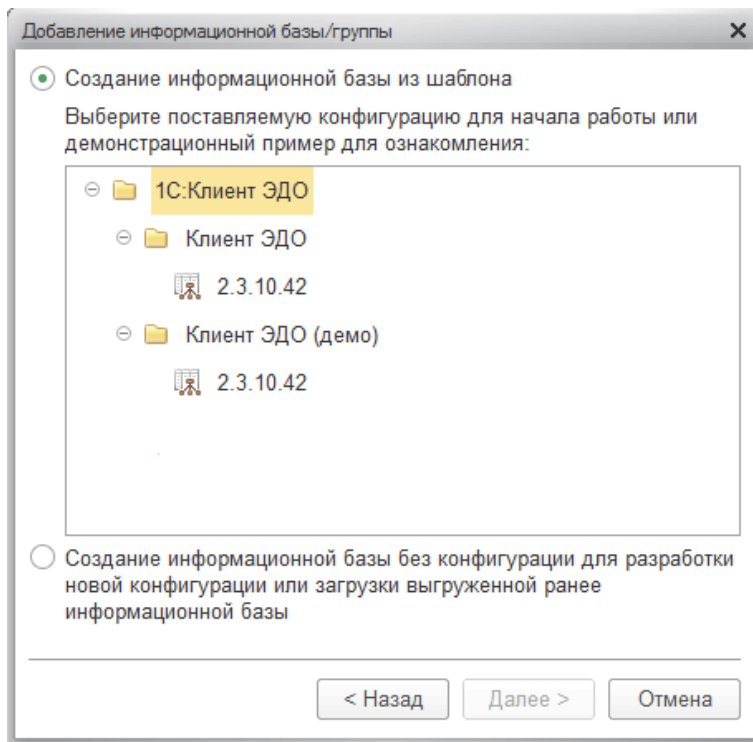 Добавление информационной базы/группы
Создание информационной базы из шаблона
Выберите поставляемую конфигурацию для начала работы или
демонстрационный пример для ознакомления:
1С:Клиент ЭДО
Клиент ЭДО
2.3.10.42
Клиент ЭДО (демо)
2.3.10.42
Создание информационной базы без конфигурации для разработки
новой конфигурации или загрузки выгруженной ранее
информационной базы
< Назад
Далее >
Отмена